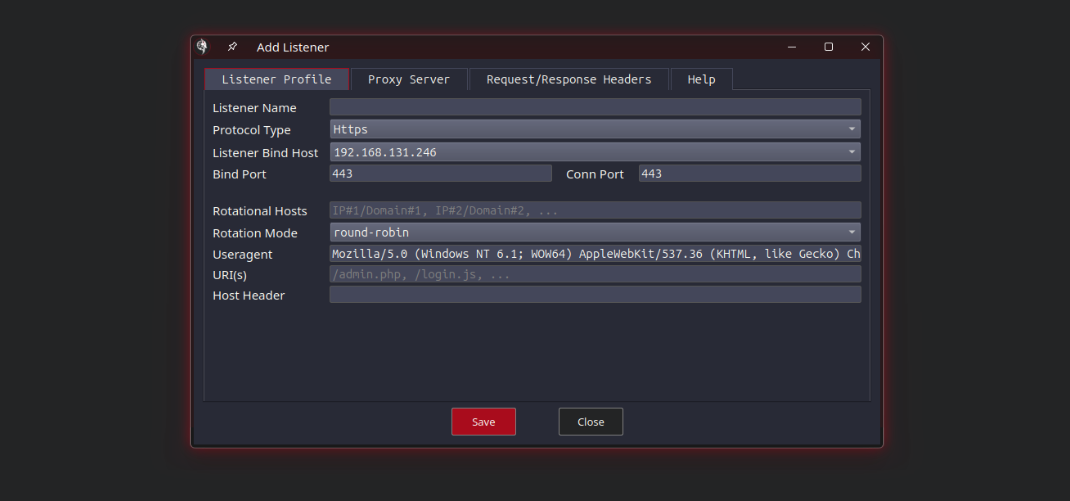 Add Listener
Listener Profile Proxy Server Request/Response Headers Help
Listener Name
Protocol Type Https
Listener Bind Host 192.168.131.246
Bind Port 443 Conn Port 443
Rotational Hosts IP#1/Domain#1, IP#2/Domain#2, ...
Rotation Mode round-robin
Useragent Mozilla/5.0 (Windows NT 6.1; WOW64) AppleWebKit/537.36 (KHTML, like Gecko) Ch
URI(s) /admin.php, /login.js, ...
Host Header
Save Close